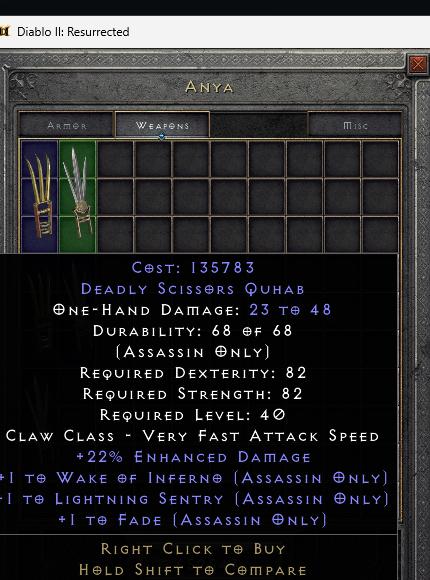 Diablo II: Resurrected
Anya
Armor
Weapons
Misc
Cost: 135783
Deadly Scissors Quhab
One-Hand Damage: 23 to 48
Durability: 68 of 68
(Assassin Only)
Required Dexterity: 82
Required Strength: 82
Required Level: 40
Claw Class - Very Fast Attack Speed
+22% Enhanced Damage
+1 to Wake of Inferno (Assassin Only)
+1 to Lightning Sentry (Assassin Only)
+1 to Fade (Assassin Only)
Right Click to Buy
Hold Shift to Compare